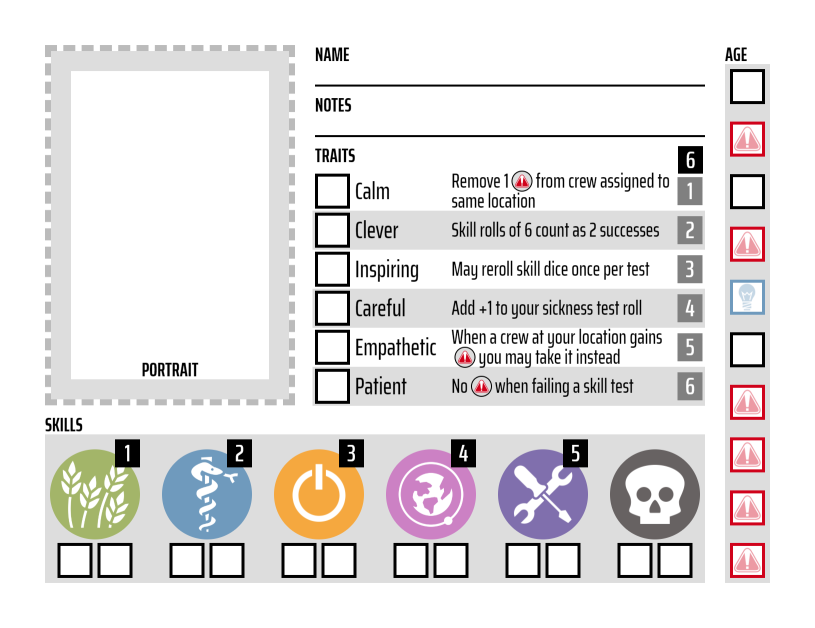 NAME
AGE
NOTES
TRAITS
6
Calm
Remove 1 from crew assigned to
same location
1
Clever
Skill rolls of 6 count as 2 successes
2
Inspiring
May reroll skill dice once per test
3
Careful
Add +1 to your sickness test roll
4
Empathetic
When a crew at your location gains
you may take it instead
5
Patient
No when failing a skill test
6
PORTRAIT
SKILLS
1
2
3
4
5